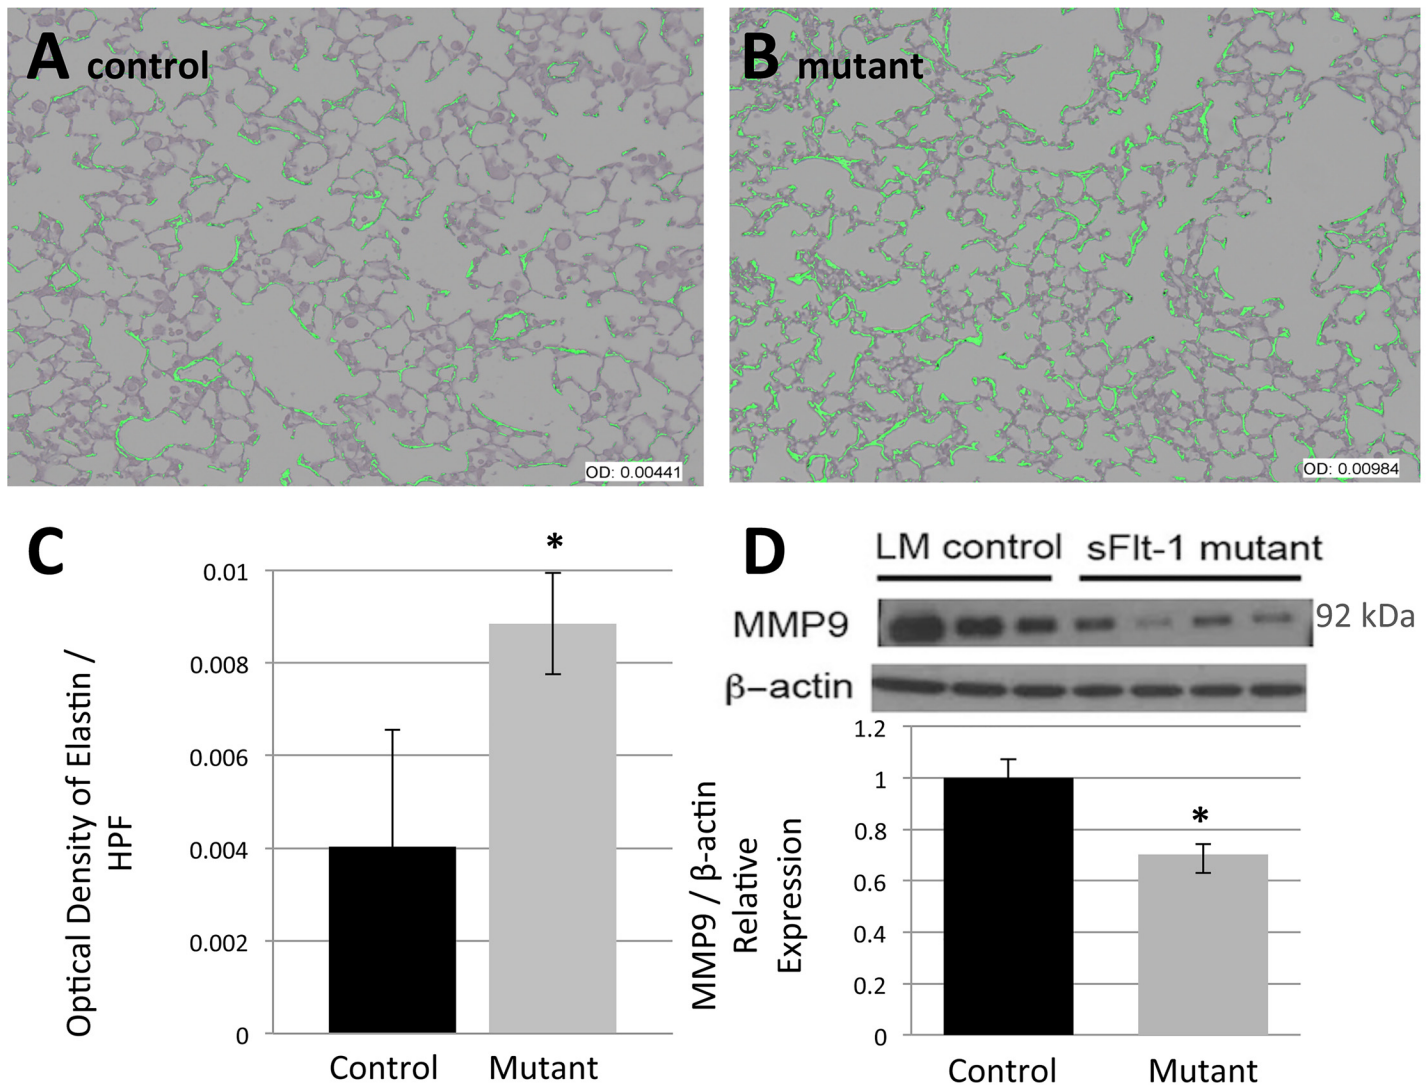 A control
OD: 0.00441
B mutant
OD: 0.00984
C
*
0.01
0.008
0.006
0.004
0.002
0
Optical Density of Elastin /
HPF
Control
Mutant
D
LM control
sFlt-1 mutant
MMP9
92 kDa
β–actin
1.2
1
0.8
0.6
0.4
0.2
0
*
MMP9 / β-actin
Relative
Expression
Control
Mutant